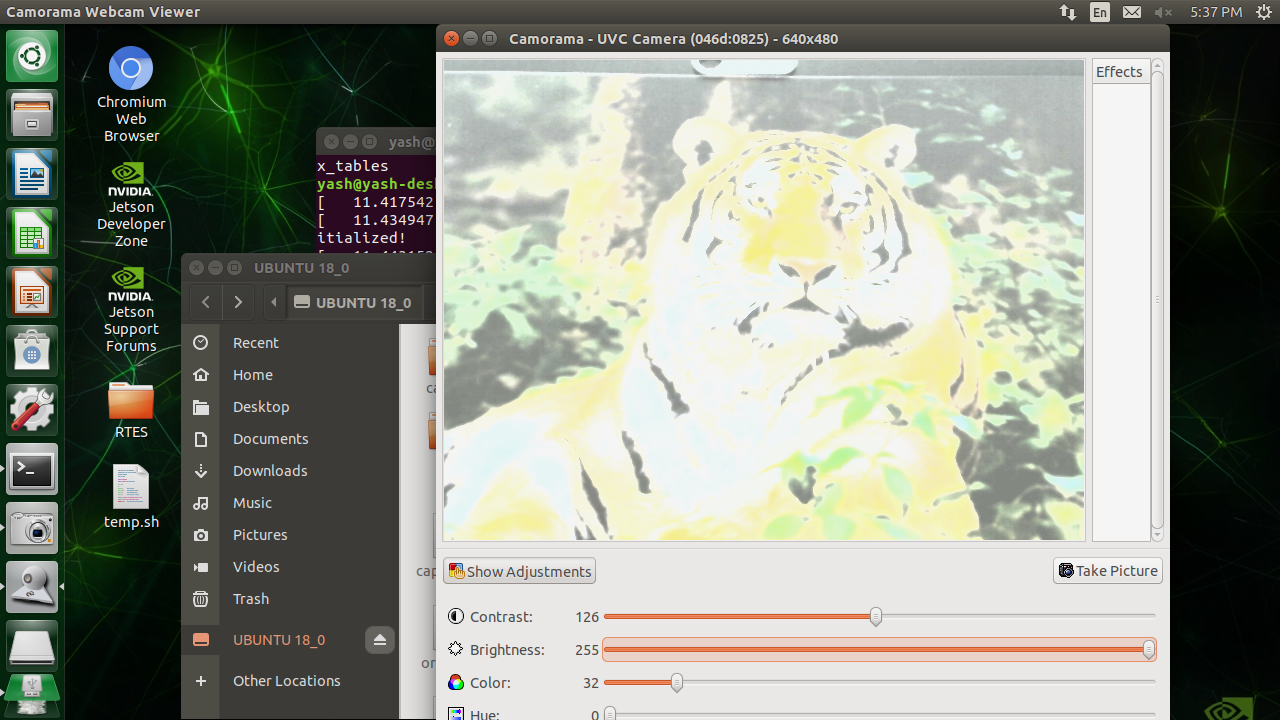 Camorama Webcam Viewer
En
5:37 PM
Chromium
Web
Browser
NVIDIA.
Jetson
Developer
Zone
NVIDIA.
Jetson
Support
Forums
RTES
temp.sh
yash@
x_tables
yash@yash-des
[ 11.417542
[ 11.434947
itialized!
UBUNTU 18_0
UBUNTU 18_0
Recent
Home
Desktop
Documents
Downloads
Music
Pictures
Videos
Trash
UBUNTU 18_0
Other Locations
ca
cap
or
Camorama - UVC Camera (046d:0825) - 640x480
Effects
Show Adjustments
Take Picture
Contrast: 126
Brightness: 255
Color: 32
Hue: 0